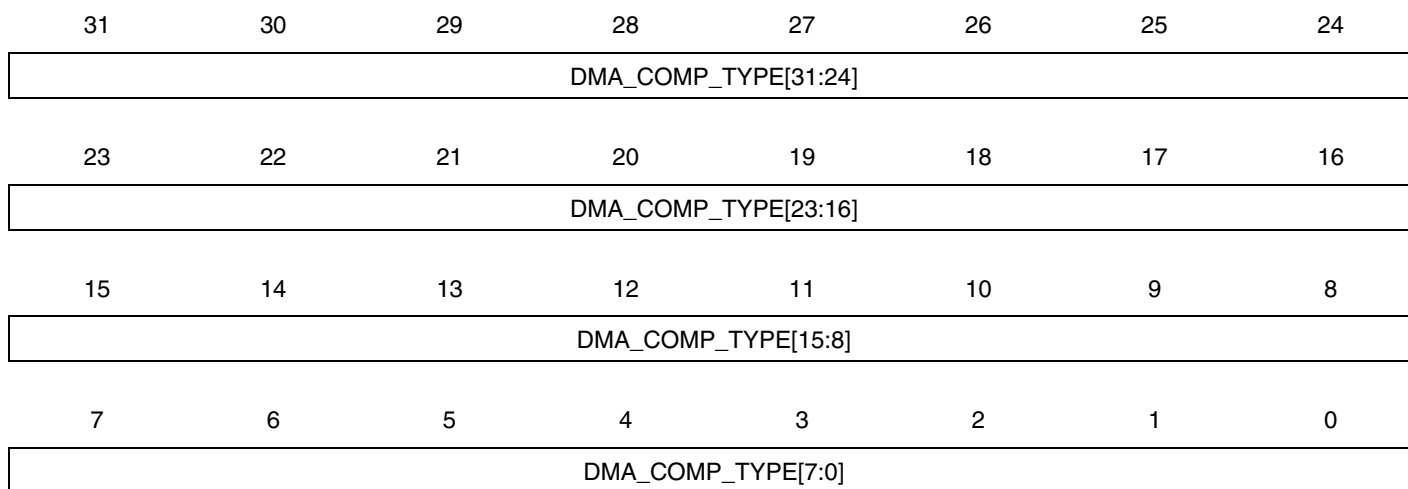 31 30 29 28 27 26 25 24
DMA_COMP_TYPE[31:24]
23 22 21 20 19 18 17 16
DMA_COMP_TYPE[23:16]
15 14 13 12 11 10 9 8
DMA_COMP_TYPE[15:8]
7 6 5 4 3 2 1 0
DMA_COMP_TYPE[7:0]